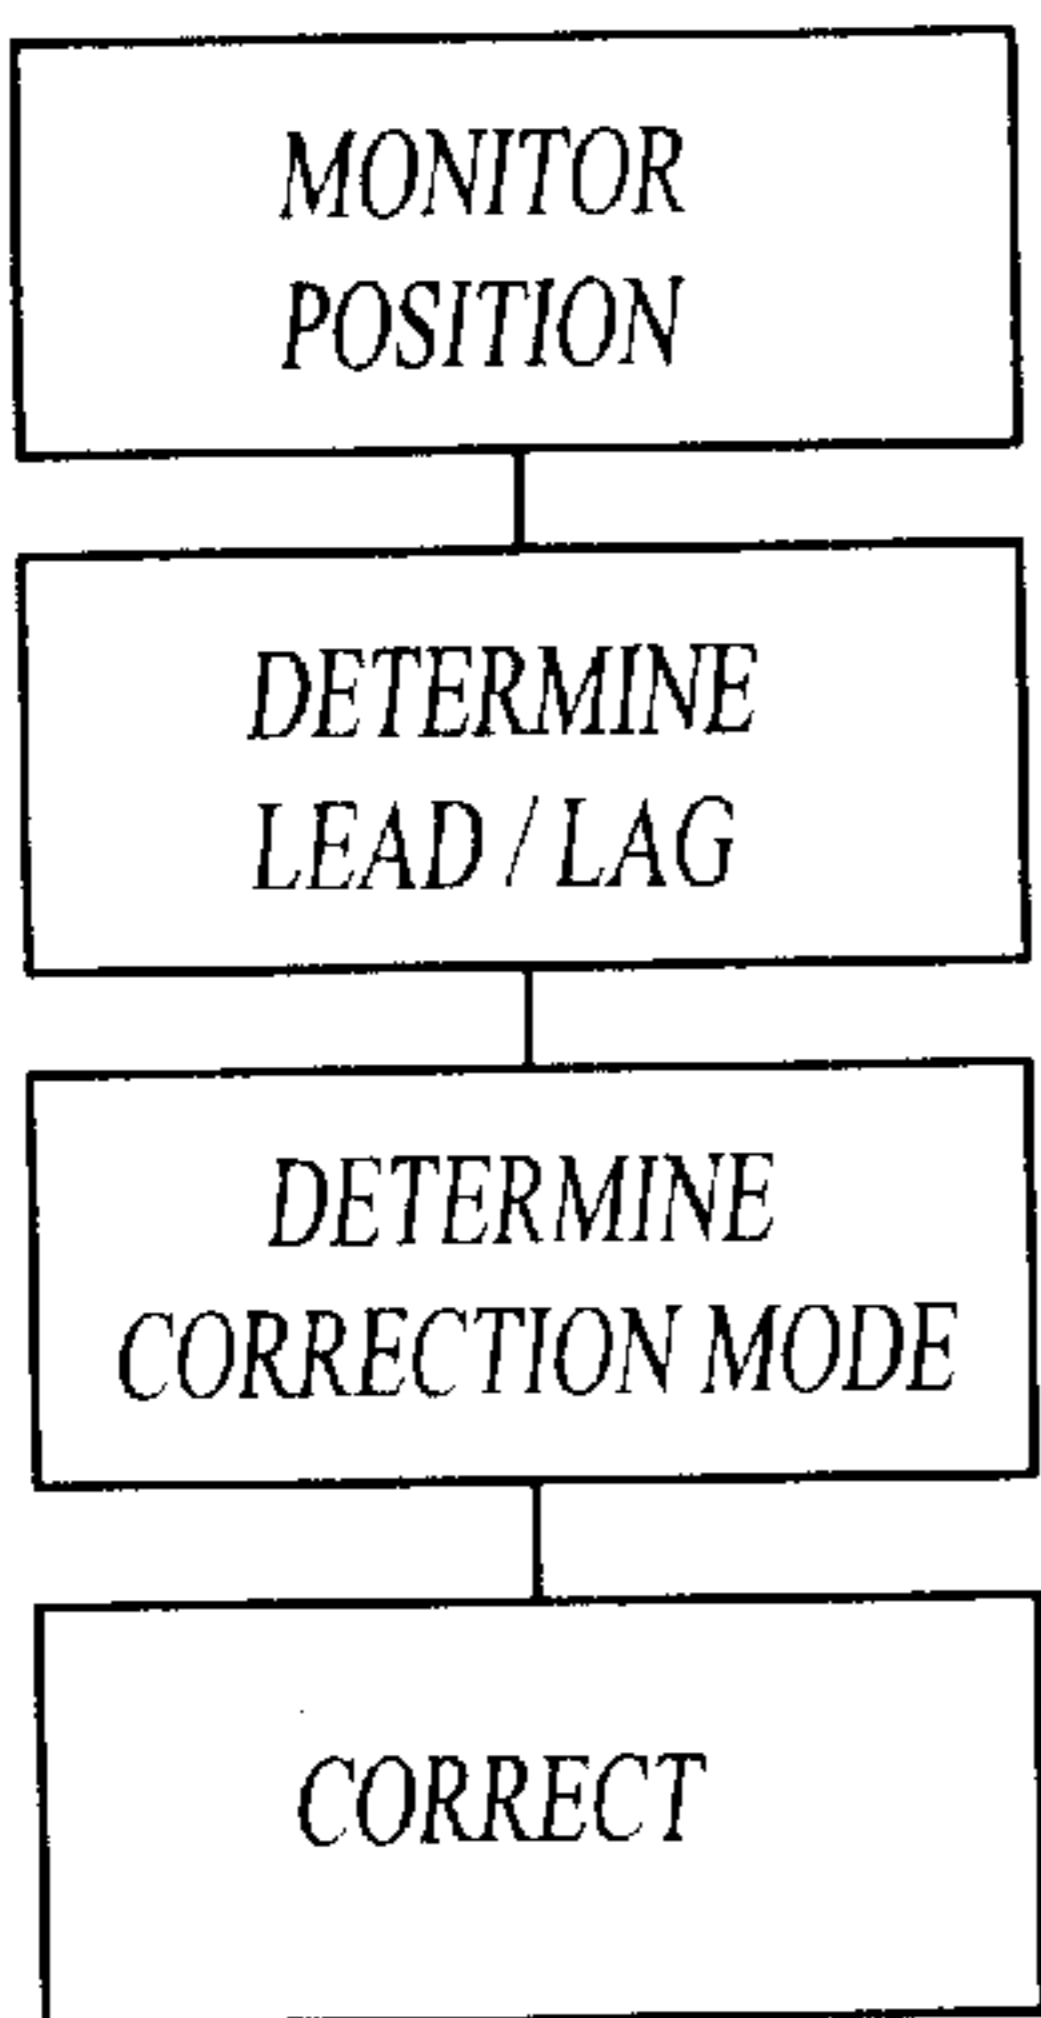 MONITOR
POSITION
DETERMINE
LEAD / LAG
DETERMINE
CORRECTION MODE
CORRECT